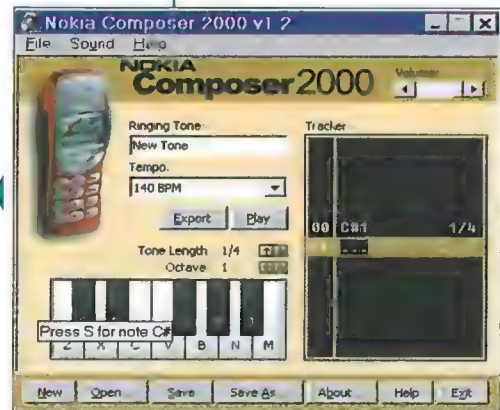 Nokia Composer 2000 v1.2
File Sound Help
NOKIA
Composer 2000
Volume:
Ringing Tone:
New Tone
Tempo:
140 BPM
Export Play
Tone Length 1/4
Octave 1
Tracker
00 C#1 1/4
Press S for note C#
Z X C V B N M
New Open... Save Save As... About... Help Exit